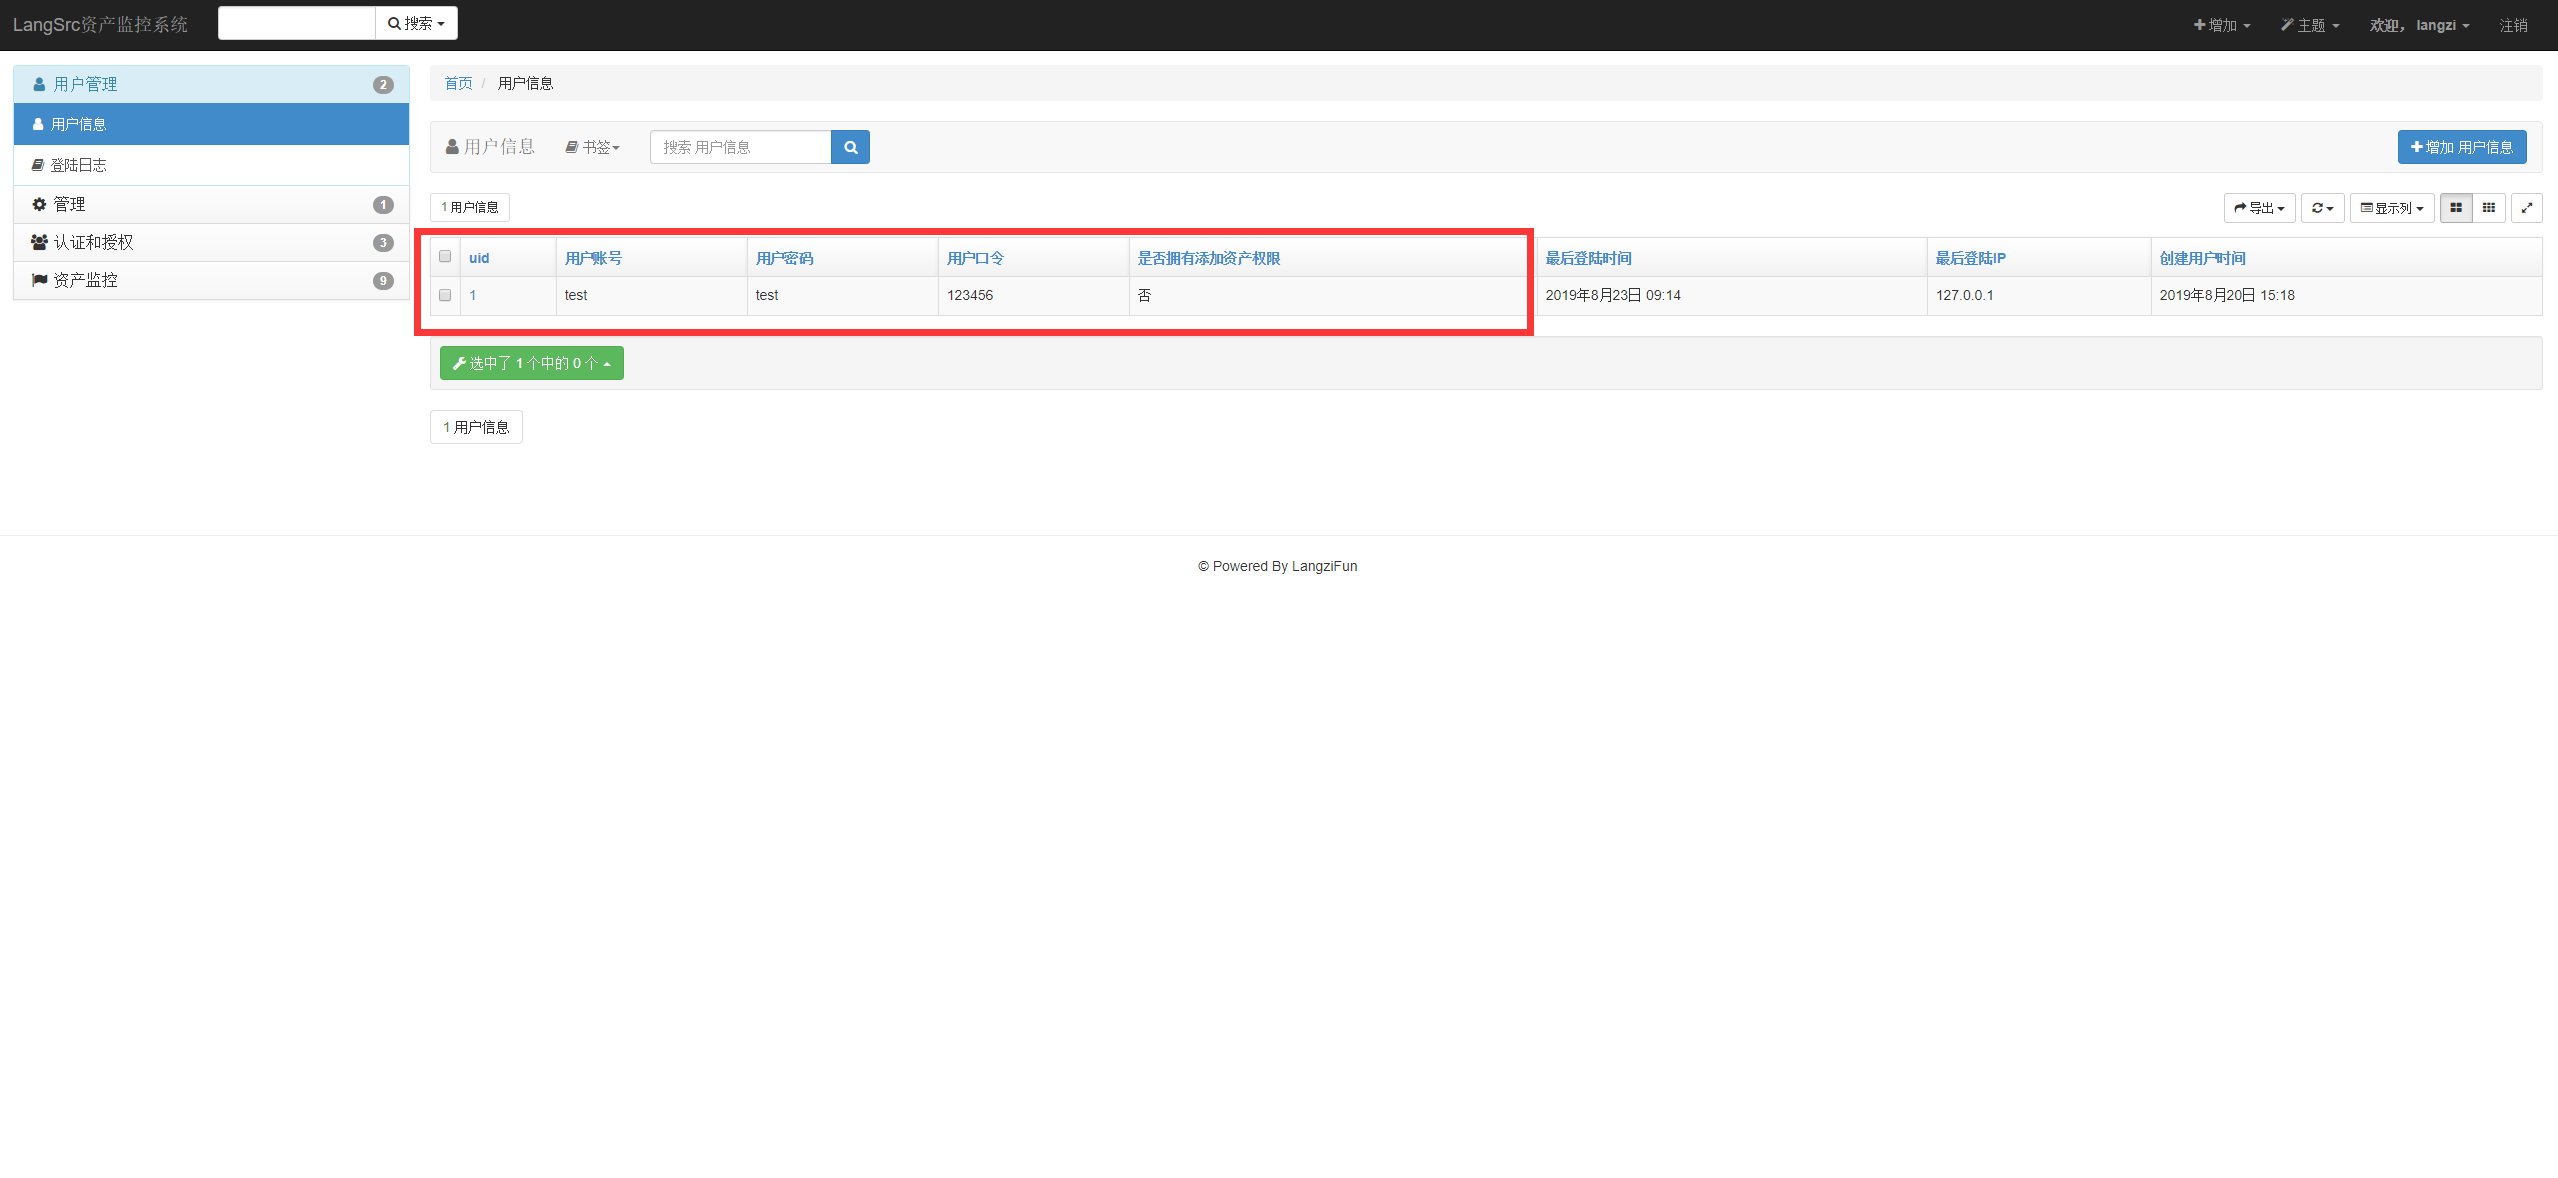 LangSrc资产监控系统 搜索 增加 主题 欢迎， langzi 注销
用户管理 2
用户信息
登陆日志
管理 1
认证和授权 3
资产监控 9
首页 / 用户信息
用户信息 书签 搜索 用户信息 增加 用户信息
1 用户信息 导出 显示列
uid 用户账号 用户密码 用户口令 是否拥有添加资产权限 最后登陆时间 最后登陆IP 创建用户时间
1 test test 123456 否 2019年8月23日 09:14 127.0.0.1 2019年8月20日 15:18
选中了 1 个中的 0 个
1 用户信息
© Powered By LangziFun